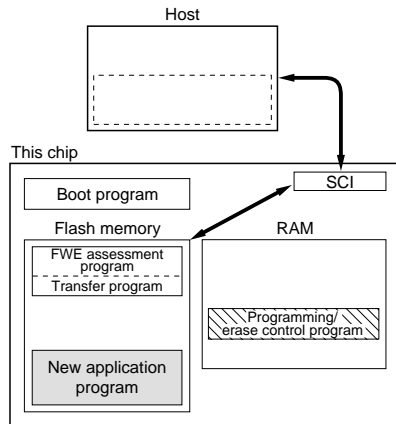 Host
This chip
SCI
Boot program
Flash memory
RAM
FWE assessment
program
Transfer program
Programming/
erase control program
New application
program